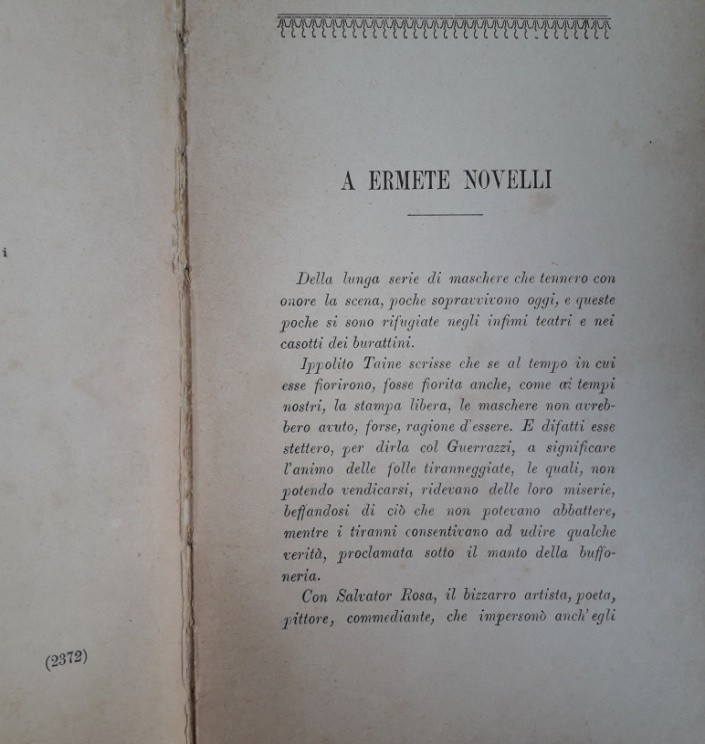 i
(2372)
A ERMETE NOVELLI
Della lunga serie di maschere che tennero con
onore la scena, poche sopravvivono oggi, e queste
poche si sono rifugiate negli infimi teatri e nei
casotti dei burattini.
Ippolito Taine scrisse che se al tempo in cui
esse fiorirono, fosse fiorita anche, come ai tempi
nostri, la stampa libera, le maschere non avreb-
bero avuto, forse, ragione d'essere. E difatti esse
stettero, per dirla col Guerrazzi, a significare
l'animo delle folle tiranneggiate, le quali, non
potendo vendicarsi, ridevano delle loro miserie,
beffandosi di ciò che non potevano abbattere,
mentre i tiranni consentivano ad udire qualche
verità, proclamata sotto il manto della buffo-
neria.
Con Salvator Rosa, il bizzarro artista, poeta,
pittore, commediante, che impersonò anch'egli